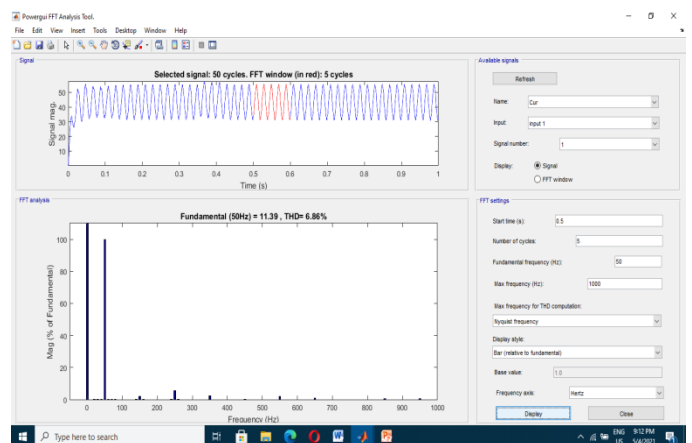 Powergui FFT Analysis Tool.
File Edit View Insert Tools Desktop Window Help
Signal
Selected signal: 50 cycles. FFT window (in red): 5 cycles
Signal mag.
50
40
30
20
10
0 0.1 0.2 0.3 0.4 0.5 0.6 0.7 0.8 0.9 1
Time (s)
FFT analysis
Fundamental (50Hz) = 11.39 , THD= 6.86%
Mag (% of Fundamental)
100
80
60
40
20
0
0 100 200 300 400 500 600 700 800 900 1000
Frequency (Hz)
Available signals
Refresh
Name: Cur
Input: input 1
Signal number: 1
Display: Signal
FFT window
FFT settings
Start time (s): 0.5
Number of cycles: 5
Fundamental frequency (Hz): 50
Max frequency (Hz): 1000
Max frequency for THD computation:
Nyquist frequency
Display style:
Bar (relative to fundamental)
Base value: 1.0
Frequency axis: Hertz
Display Close
Type here to search
ENG 9:12 PM
US 5/4/2021